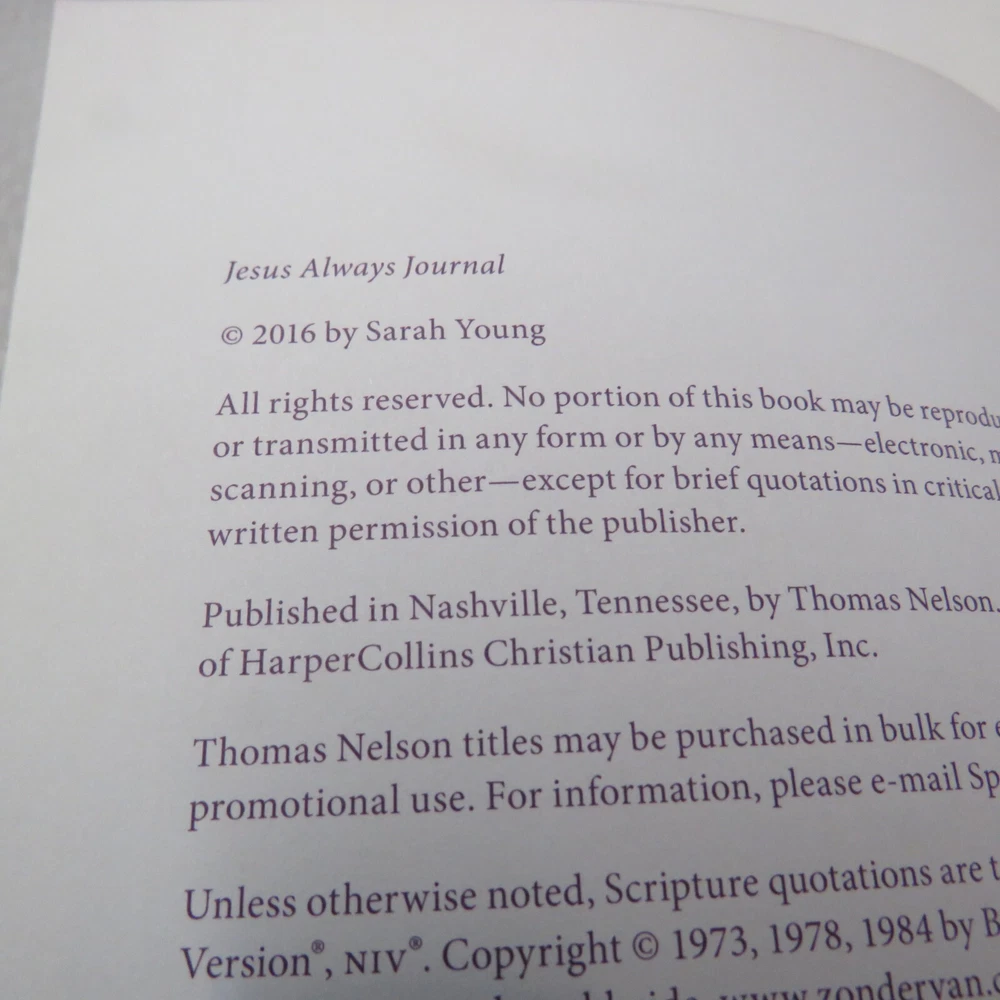 Jesus Always Journal
© 2016 by Sarah Young
All rights reserved. No portion of this book may be
or transmitted in any form or by any means—electronic,
scanning, or other—except for brief quotations in critical
written permission of the publisher.
Published in Nashville, Tennessee, by Thomas Nelson.
of HarperCollins Christian Publishing, Inc.
Thomas Nelson titles may be purchased in bulk for
promotional use. For information, please e-mail
Unless otherwise noted, Scripture quotations are
Version®, NIV®. Copyright © 1973, 1978, 1984 by